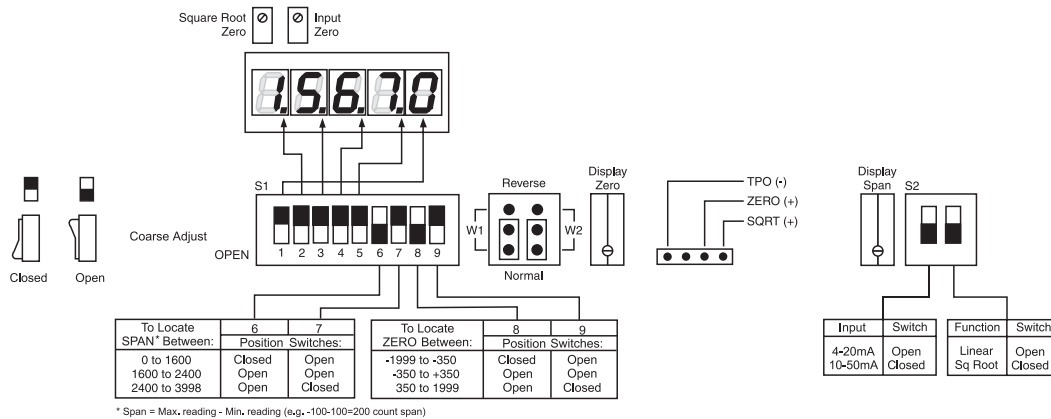 Square Root Zero
Input Zero
1.5.6.7.0
S1
Coarse Adjust
OPEN
1 2 3 4 5 6 7 8 9
Closed
Open
Reverse
W1
W2
Normal
Display Zero
TPO (-)
ZERO (+)
SQRT (+)
Display Span
S2
To Locate SPAN* Between: 6 7
Position Switches:
0 to 1600 Closed Open
1600 to 2400 Open Open
2400 to 3998 Open Closed
To Locate ZERO Between: 8 9
Position Switches:
-1999 to -350 Closed Open
-350 to +350 Open Open
350 to 1999 Open Closed
Input Switch
4-20mA Open
10-50mA Closed
Function Switch
Linear Open
Sq Root Closed
* Span = Max. reading - Min. reading (e.g. -100-100=200 count span)